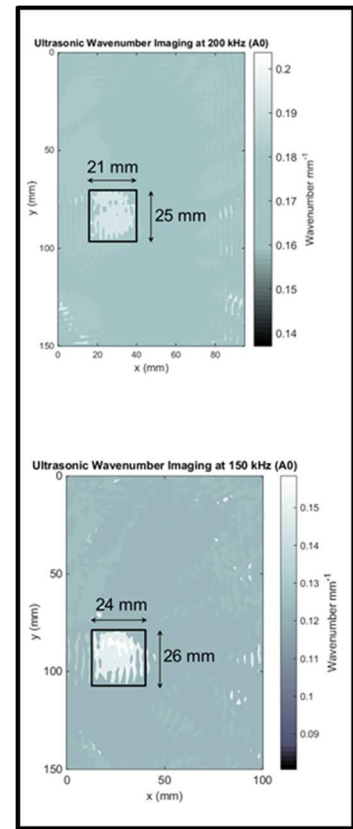 Ultrasonic Wavenumber Imaging at 200 kHz (A0)
0
50
100
150
y (mm)
21 mm
25 mm
0 20 40 60 80
x (mm)
0.2
0.19
0.18
0.17
0.16
0.15
0.14
Wavenumber mm⁻¹
Ultrasonic Wavenumber Imaging at 150 kHz (A0)
0
50
100
150
y (mm)
24 mm
26 mm
0 50 100
x (mm)
0.15
0.14
0.13
0.12
0.11
0.1
0.09
Wavenumber mm⁻¹